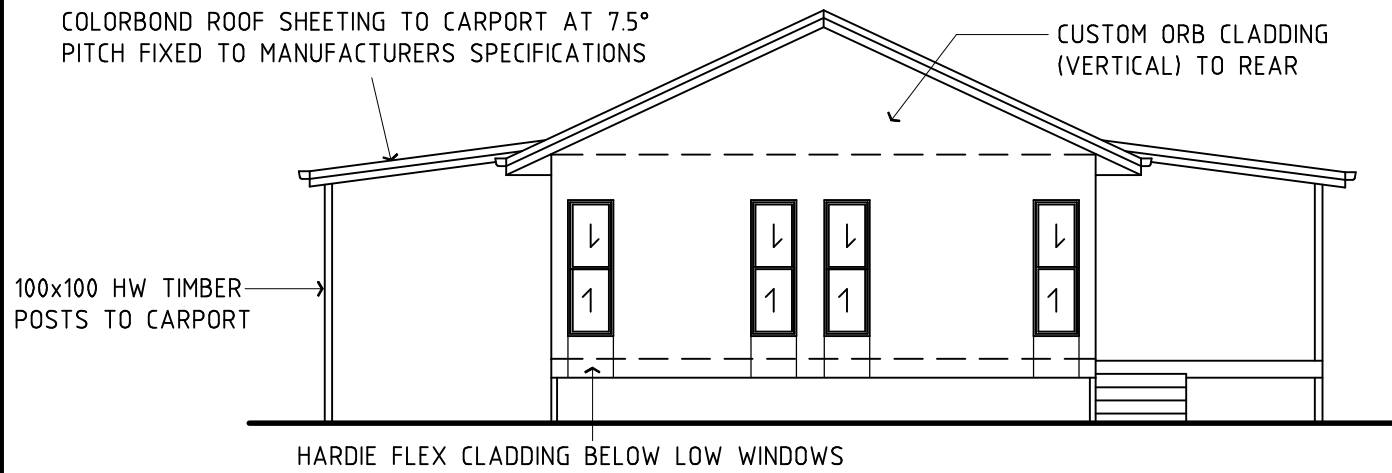 COLORBOND ROOF SHEETING TO CARPORT AT 7.5°
PITCH FIXED TO MANUFACTURERS SPECIFICATIONS
CUSTOM ORB CLADDING
(VERTICAL) TO REAR
100x100 HW TIMBER
POSTS TO CARPORT
HARDIE FLEX CLADDING BELOW LOW WINDOWS